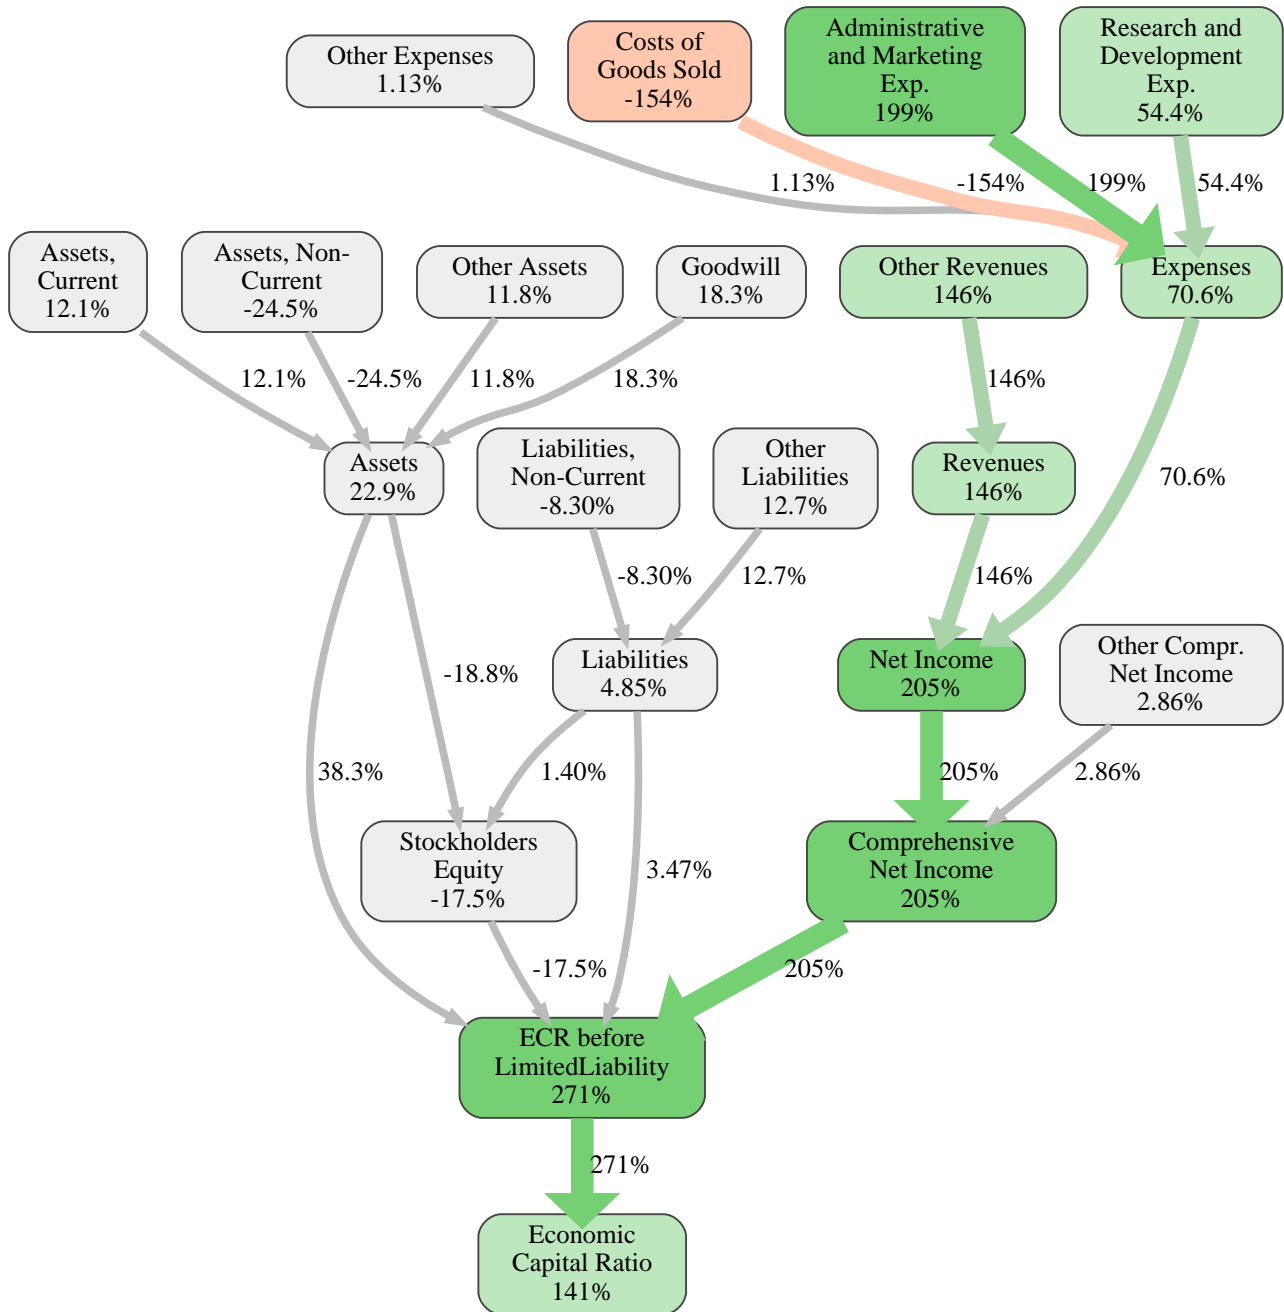 Other Expenses
1.13%
Costs of
Goods Sold
-154%
Administrative
and Marketing
Exp.
199%
Research and
Development
Exp.
54.4%
1.13%
-154%
199%
54.4%
Assets,
Current
12.1%
Assets, Non-
Current
-24.5%
Other Assets
11.8%
Goodwill
18.3%
Other Revenues
146%
Expenses
70.6%
12.1%
-24.5%
11.8%
18.3%
146%
70.6%
Assets
22.9%
Liabilities,
Non-Current
-8.30%
Other
Liabilities
12.7%
Revenues
146%
-8.30%
12.7%
146%
-18.8%
Liabilities
4.85%
Net Income
205%
Other Compr.
Net Income
2.86%
38.3%
1.40%
205%
2.86%
Stockholders
Equity
-17.5%
3.47%
Comprehensive
Net Income
205%
-17.5%
205%
ECR before
LimitedLiability
271%
271%
Economic
Capital Ratio
141%